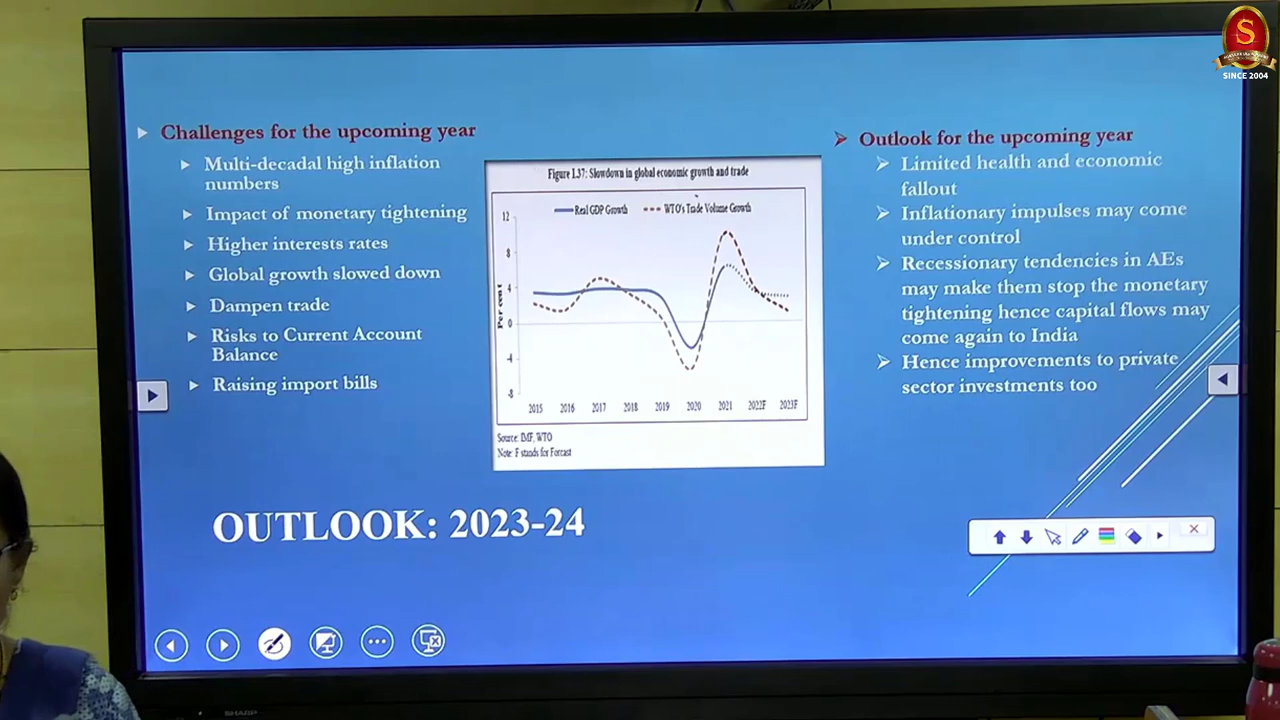 S
SINCE 2004
Challenges for the upcoming year
Multi-decadal high inflation
numbers
Impact of monetary tightening
Higher interests rates
Global growth slowed down
Dampen trade
Risks to Current Account
Balance
Raising import bills
Figure I.37: Slowdown in global economic growth and trade
Real GDP Growth
WTO's Trade Volume Growth
Per cent
12
8
4
0
-4
-8
2015 2016 2017 2018 2019 2020 2021 2022F 2023F
Source: IMF, WTO
Note: F stands for Forcast
Outlook for the upcoming year
Limited health and economic
fallout
Inflationary impulses may come
under control
Recessionary tendencies in AEs
may make them stop the monetary
tightening hence capital flows may
come again to India
Hence improvements to private
sector investments too
OUTLOOK: 2023-24
SHARP